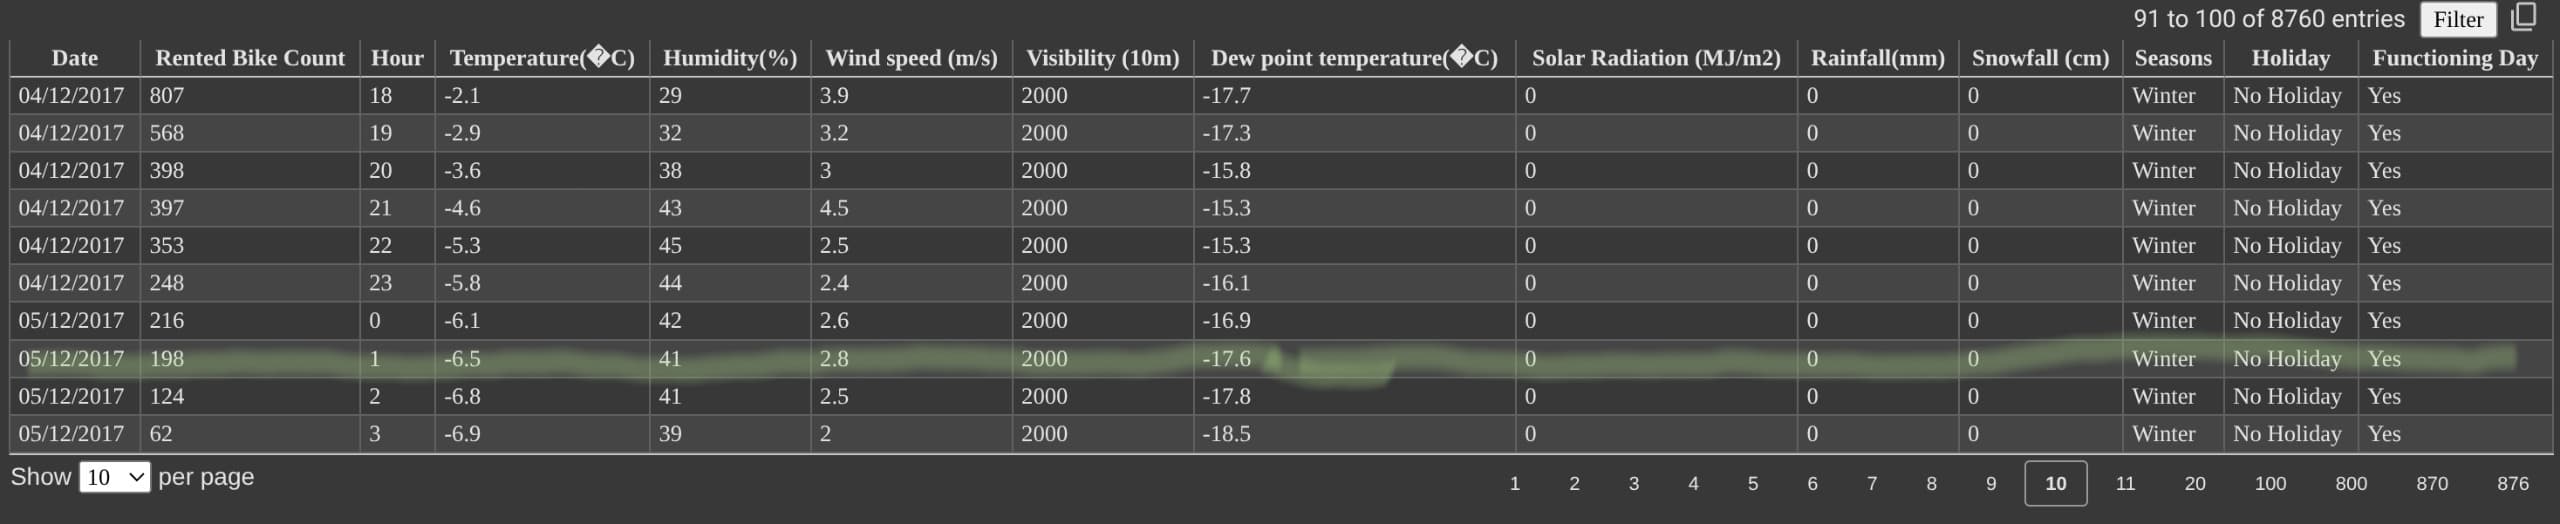 91 to 100 of 8760 entries Filter
Date Rented Bike Count Hour Temperature(�C) Humidity(%) Wind speed (m/s) Visibility (10m) Dew point temperature(�C) Solar Radiation (MJ/m2) Rainfall(mm) Snowfall (cm) Seasons Holiday Functioning Day
04/12/2017 807 18 -2.1 29 3.9 2000 -17.7 0 0 0 Winter No Holiday Yes
04/12/2017 568 19 -2.9 32 3.2 2000 -17.3 0 0 0 Winter No Holiday Yes
04/12/2017 398 20 -3.6 38 3 2000 -15.8 0 0 0 Winter No Holiday Yes
04/12/2017 397 21 -4.6 43 4.5 2000 -15.3 0 0 0 Winter No Holiday Yes
04/12/2017 353 22 -5.3 45 2.5 2000 -15.3 0 0 0 Winter No Holiday Yes
04/12/2017 248 23 -5.8 44 2.4 2000 -16.1 0 0 0 Winter No Holiday Yes
05/12/2017 216 0 -6.1 42 2.6 2000 -16.9 0 0 0 Winter No Holiday Yes
05/12/2017 198 1 -6.5 41 2.8 2000 -17.6 0 0 0 Winter No Holiday Yes
05/12/2017 124 2 -6.8 41 2.5 2000 -17.8 0 0 0 Winter No Holiday Yes
05/12/2017 62 3 -6.9 39 2 2000 -18.5 0 0 0 Winter No Holiday Yes
Show 10 per page 1 2 3 4 5 6 7 8 9 10 11 20 100 800 870 876